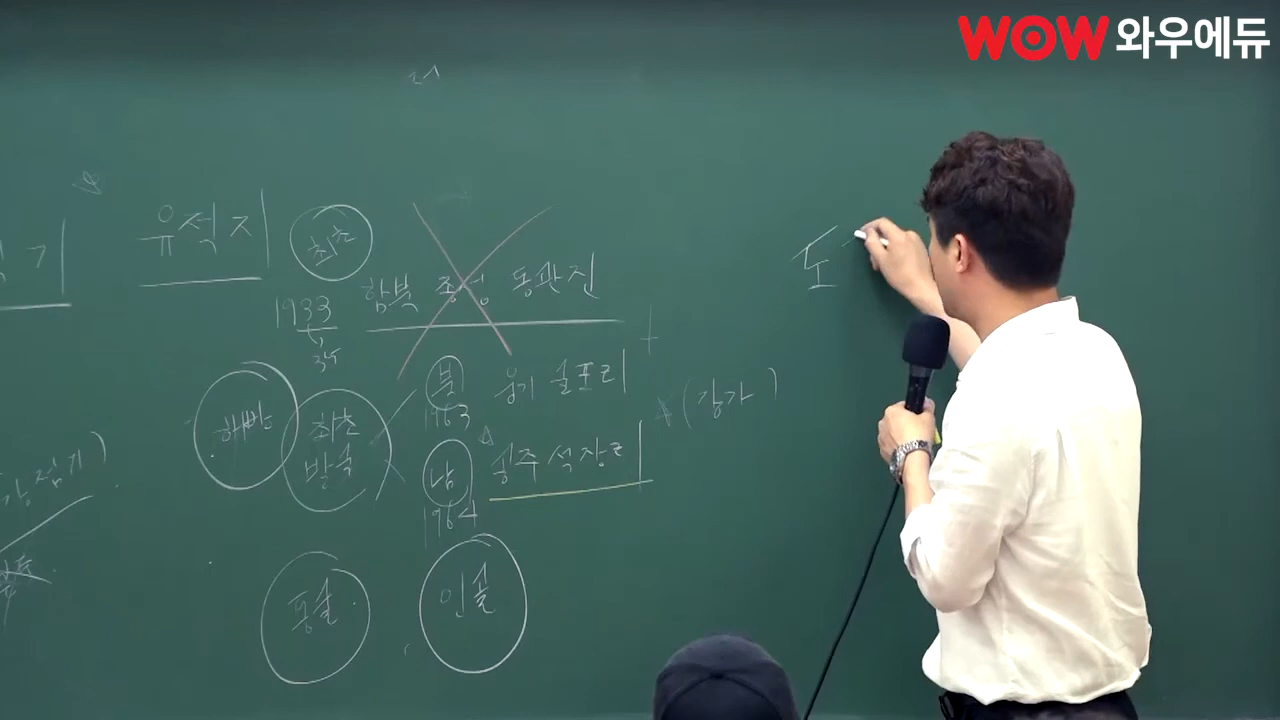 WOW 와우에듀
유적지
최초
1933
함북 종성 동관진
북
1963
웅기 굴포리
(강가)
해빵
최초
발굴
남
1964
공주 석장리
동굴
인골
도